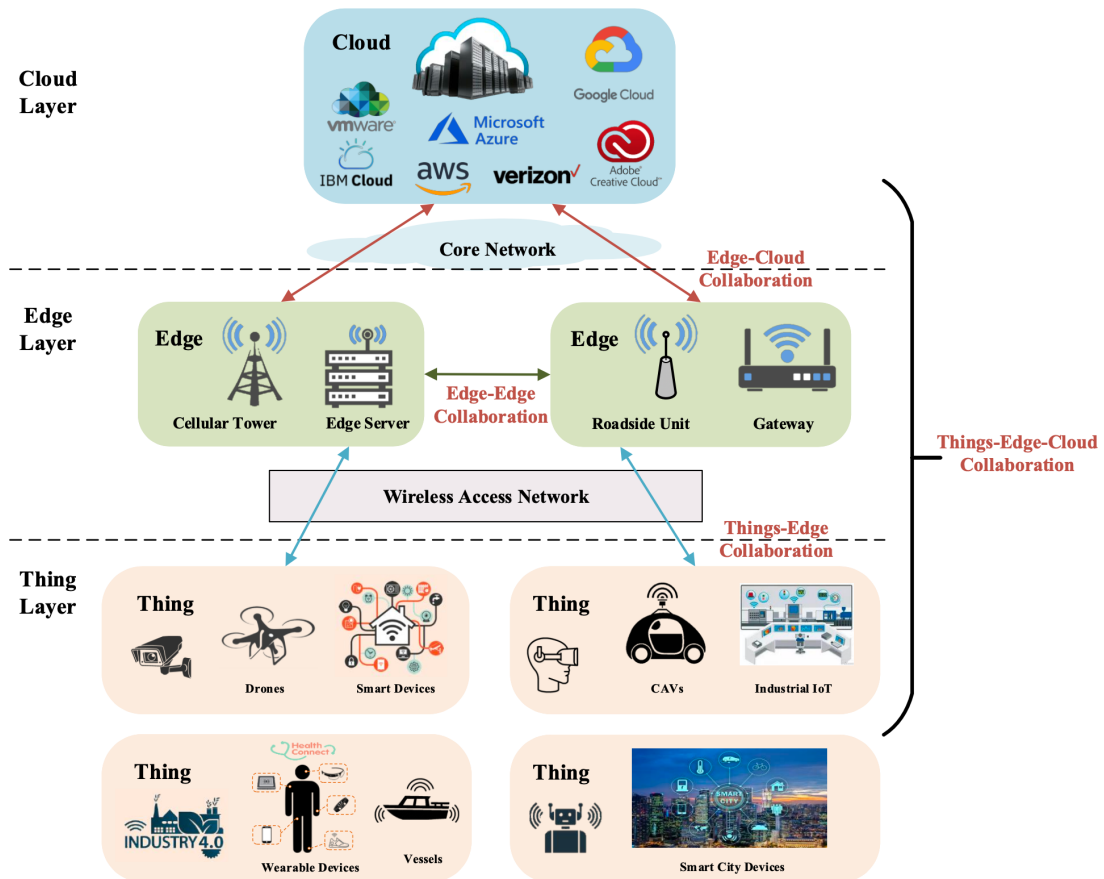 Cloud
Layer
Cloud
Google Cloud
vmware®
Microsoft
Azure
IBM Cloud
aws
verizon✓
Adobe®
Creative Cloud™
Core Network
Edge-Cloud
Collaboration
Edge
Layer
Edge
Cellular Tower
Edge Server
Edge-Edge
Collaboration
Edge
Roadside Unit
Gateway
Things-Edge-Cloud
Collaboration
Wireless Access Network
Things-Edge
Collaboration
Thing
Layer
Thing
Drones
Smart Devices
Thing
CAVs
Industrial IoT
Thing
INDUSTRY 4.0
Health
Connect
Wearable Devices
Vessels
Thing
SMART
CITY
Smart City Devices